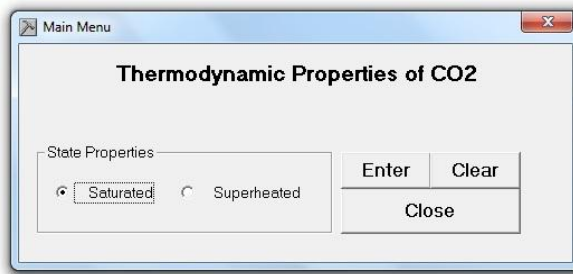 Main Menu
Thermodynamic Properties of CO2
State Properties
Saturated Superheated
Enter Clear
Close